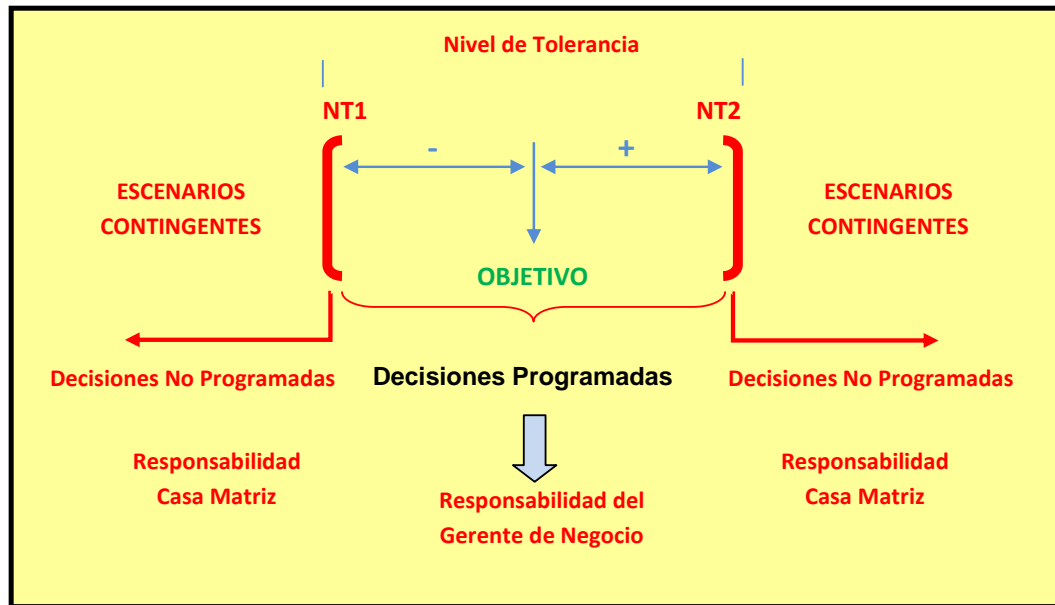 Nivel de Tolerancia
NT1
NT2
-
+
ESCENARIOS
CONTINGENTES
ESCENARIOS
CONTINGENTES
OBJETIVO
Decisiones No Programadas
Decisiones Programadas
Decisiones No Programadas
Responsabilidad
Casa Matriz
Responsabilidad del
Gerente de Negocio
Responsabilidad
Casa Matriz